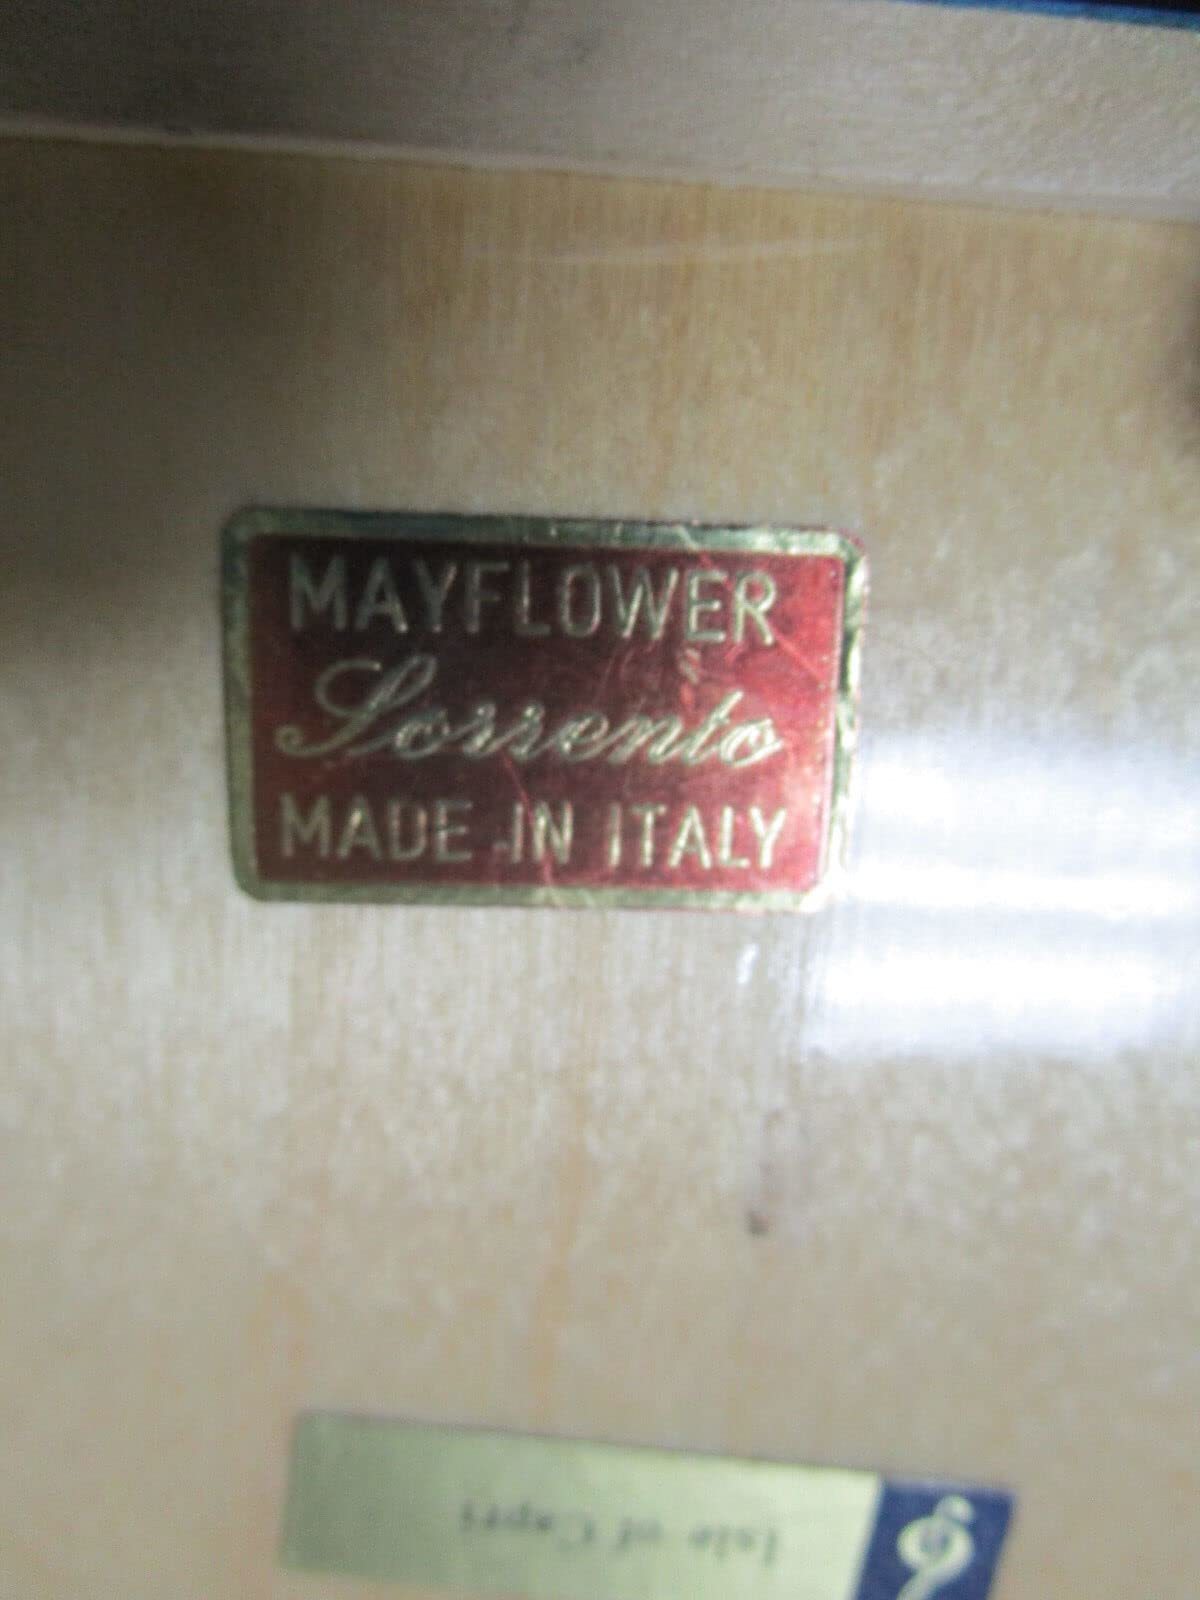 MAYFLOWER
Sorrento
MADE IN ITALY
Isle of Capri